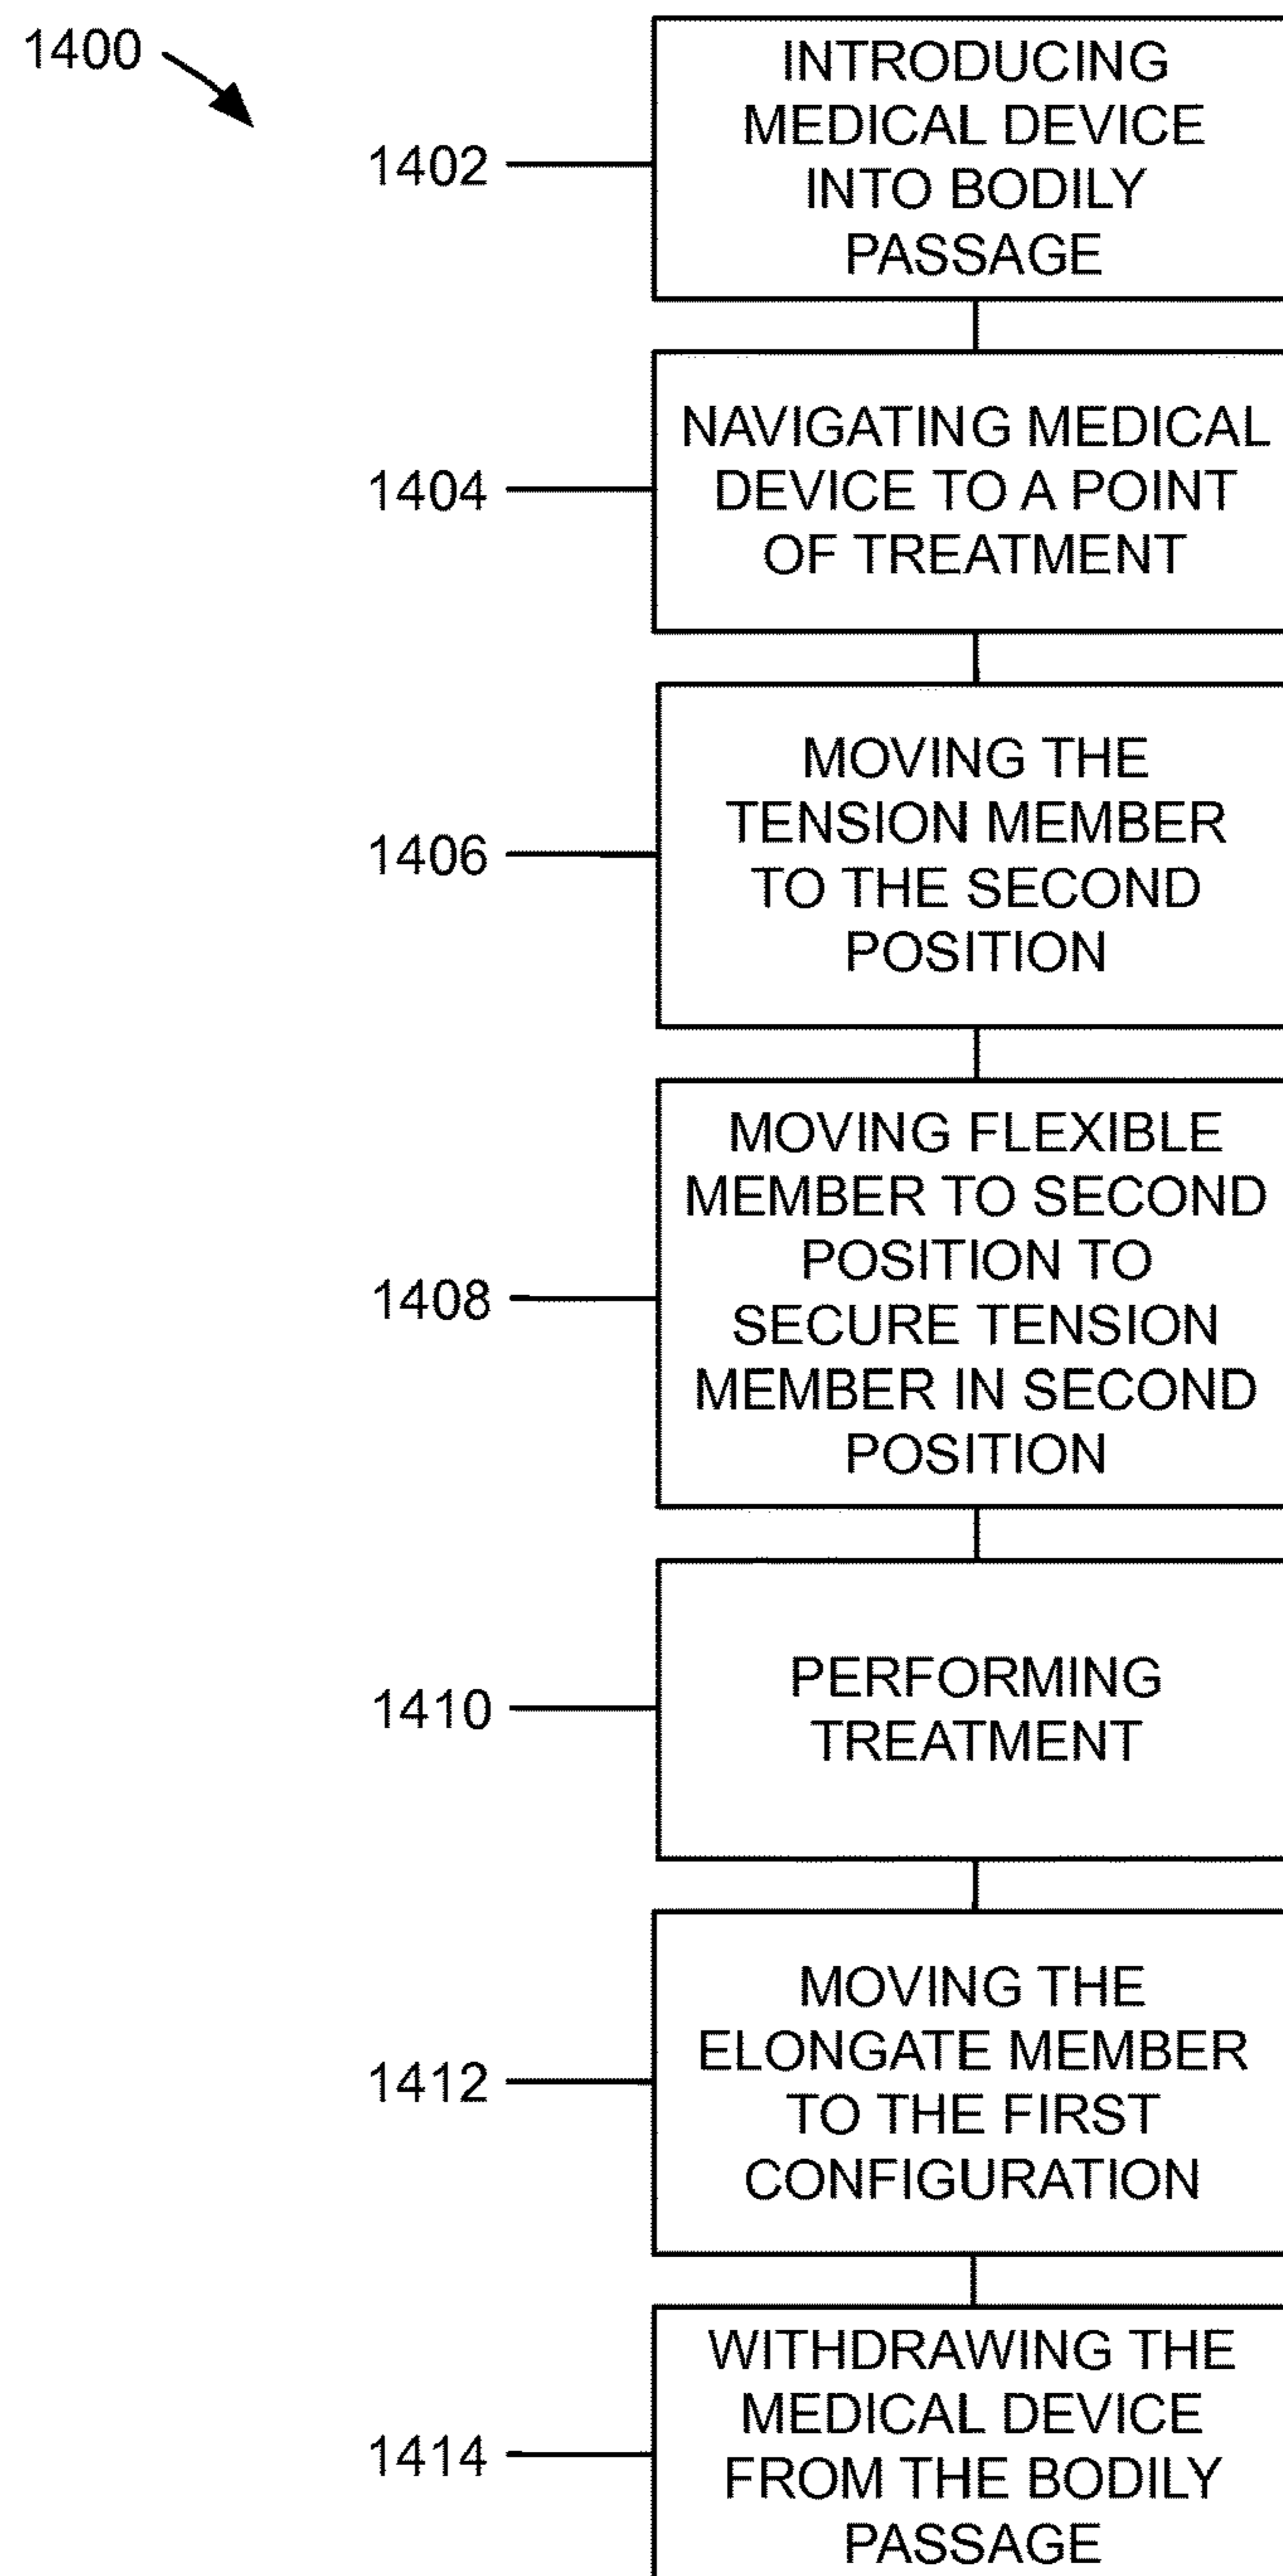 1400
1402
INTRODUCING
MEDICAL DEVICE
INTO BODILY
PASSAGE
1404
NAVIGATING MEDICAL
DEVICE TO A POINT
OF TREATMENT
1406
MOVING THE
TENSION MEMBER
TO THE SECOND
POSITION
1408
MOVING FLEXIBLE
MEMBER TO SECOND
POSITION TO
SECURE TENSION
MEMBER IN SECOND
POSITION
1410
PERFORMING
TREATMENT
1412
MOVING THE
ELONGATE MEMBER
TO THE FIRST
CONFIGURATION
1414
WITHDRAWING THE
MEDICAL DEVICE
FROM THE BODILY
PASSAGE